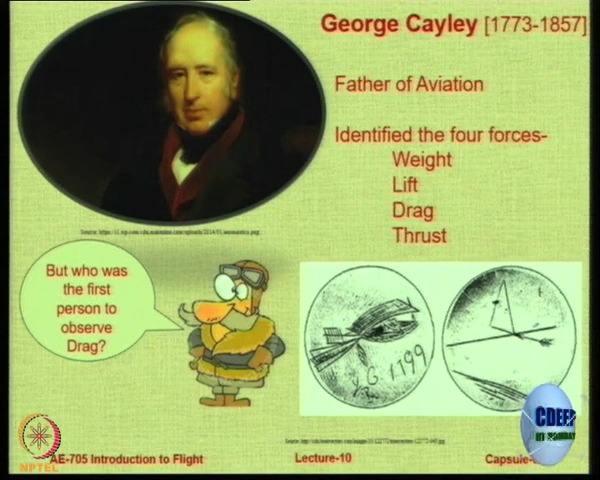 George Cayley [1773-1857]
Father of Aviation
Identified the four forces-
Weight
Lift
Drag
Thrust
But who was
the first
person to
observe
Drag?
G 1799
CDEEP
IIT BOMBAY
NPTEL
AE-705 Introduction to Flight
Lecture-10
Capsule-